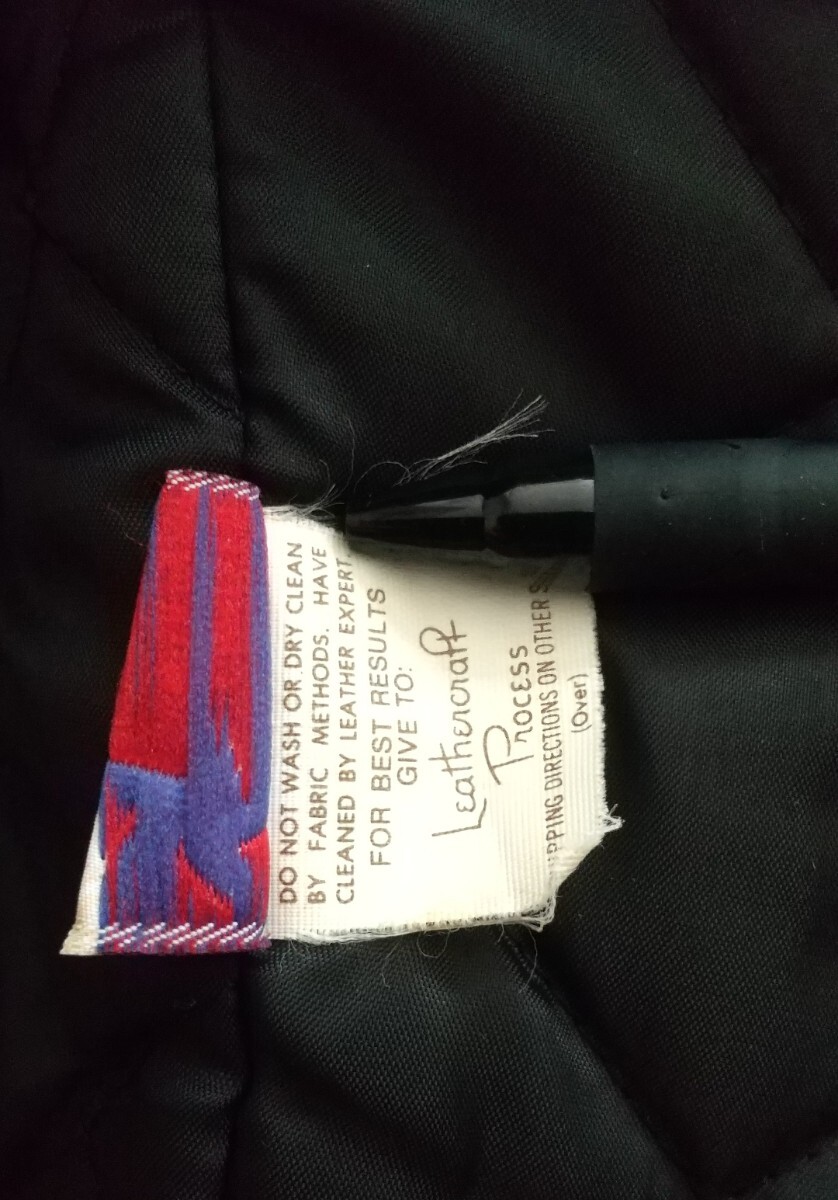 DO NOT WASH OR DRY CLEAN
BY FABRIC METHODS. HAVE
CLEANED BY LEATHER EXPERT.
FOR BEST RESULTS
GIVE TO:
Leathercraft
Process
PPING DIRECTIONS ON OTHER S
(Over)